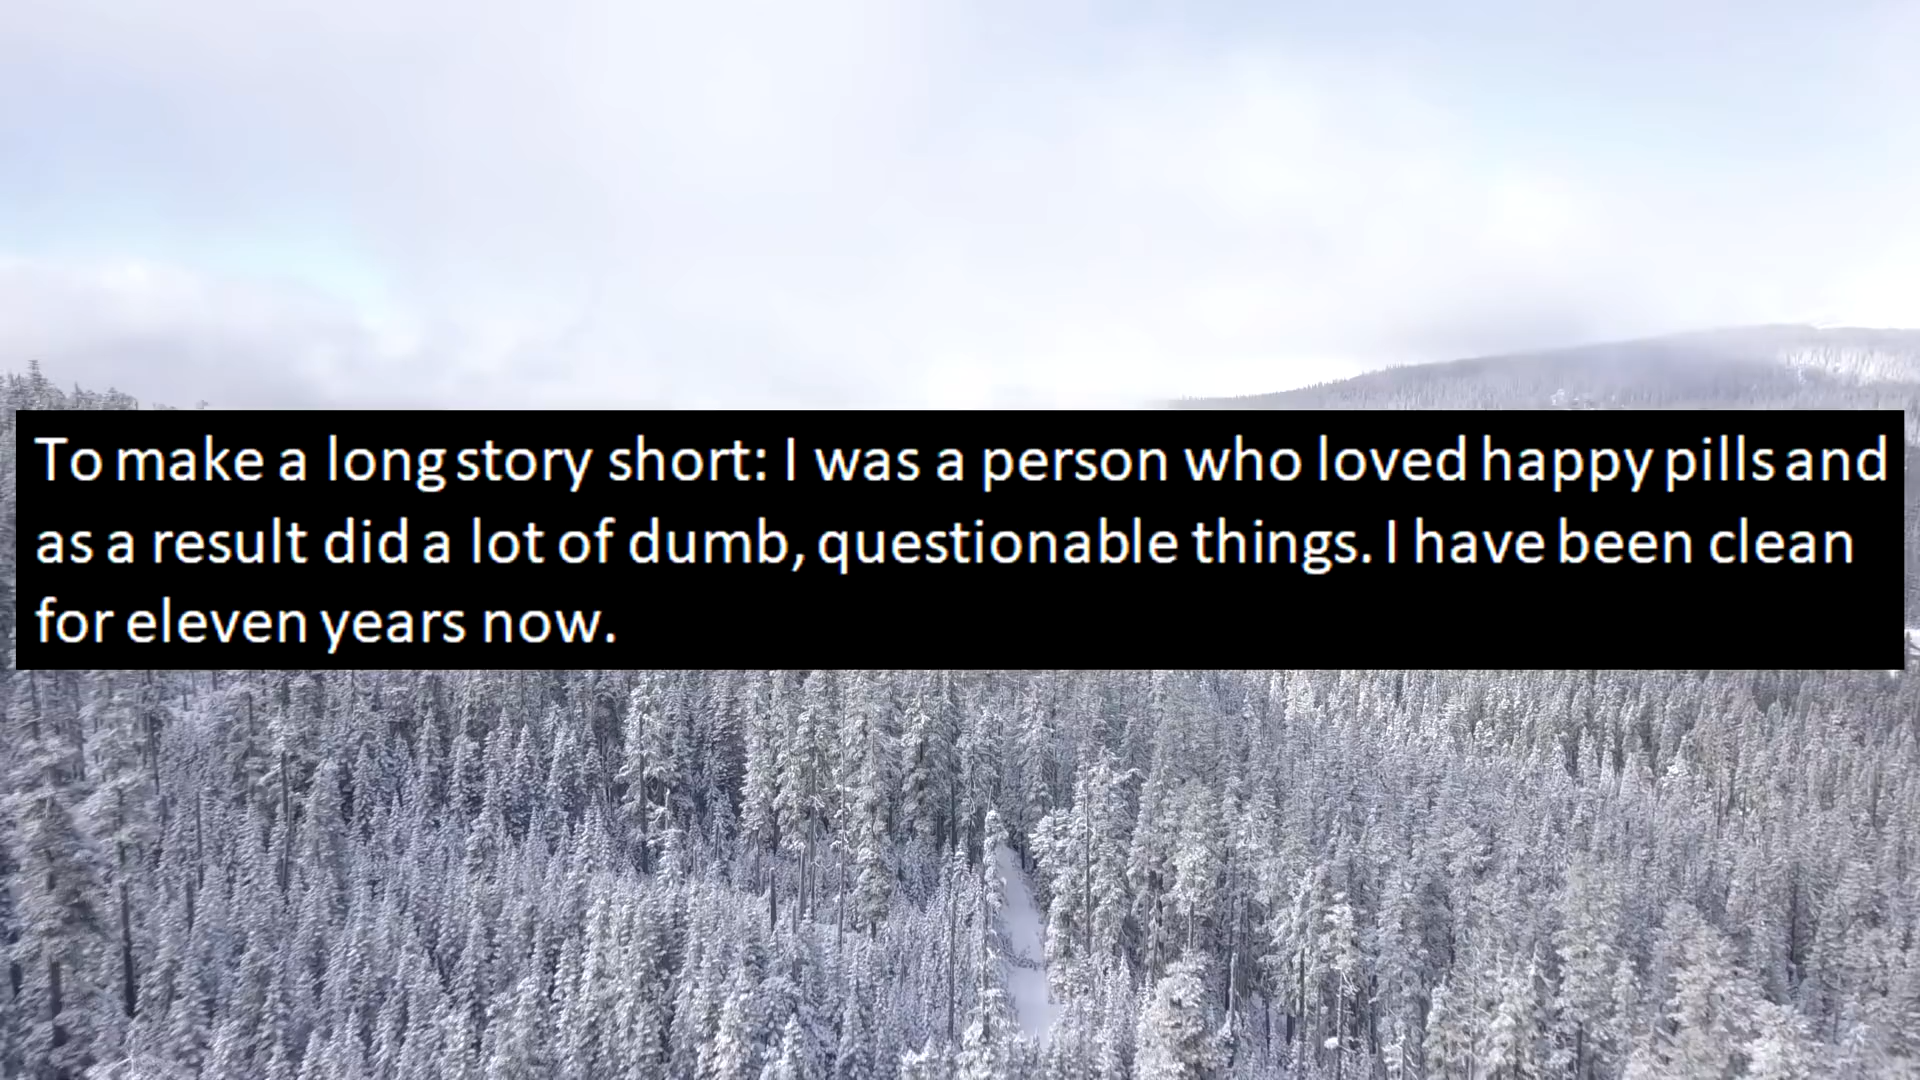 To make a long story short: I was a person who loved happy pills and
as a result did a lot of dumb, questionable things. I have been clean
for eleven years now.